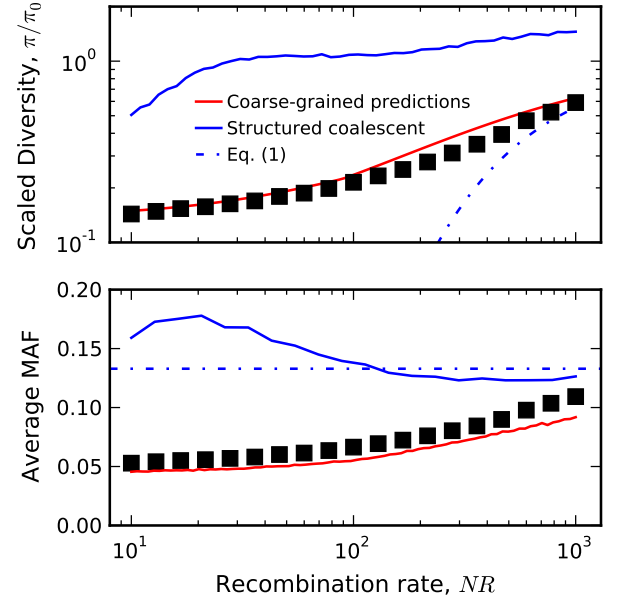 Scaled Diversity, π/π₀
10⁰
10⁻¹
Coarse-grained predictions
Structured coalescent
Eq. (1)
Average MAF
0.20
0.15
0.10
0.05
0.00
10¹ 10² 10³
Recombination rate, NR